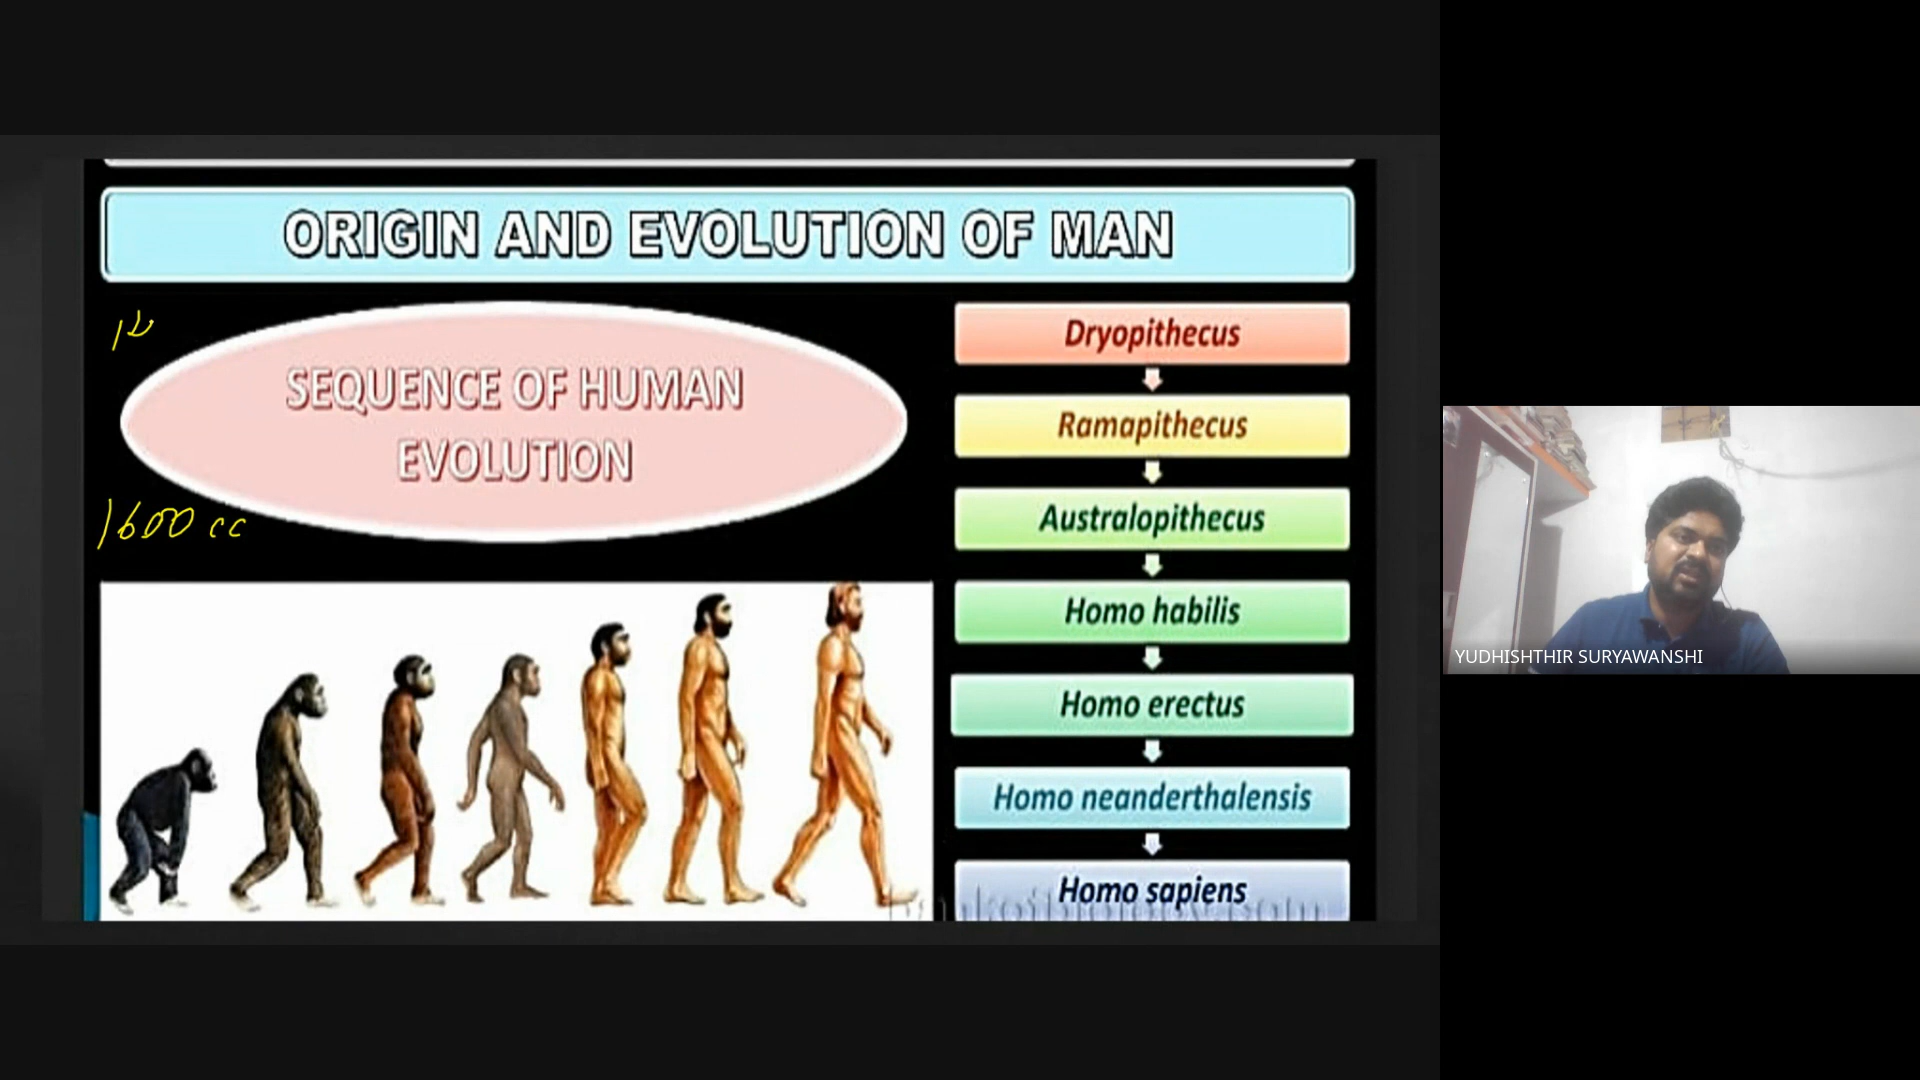 ORIGIN AND EVOLUTION OF MAN
SEQUENCE OF HUMAN
EVOLUTION
1600 cc
Dryopithecus
Ramapithecus
Australopithecus
Homo habilis
Homo erectus
Homo neanderthalensis
Homo sapiens
YUDHISHTHIR SURYAWANSHI